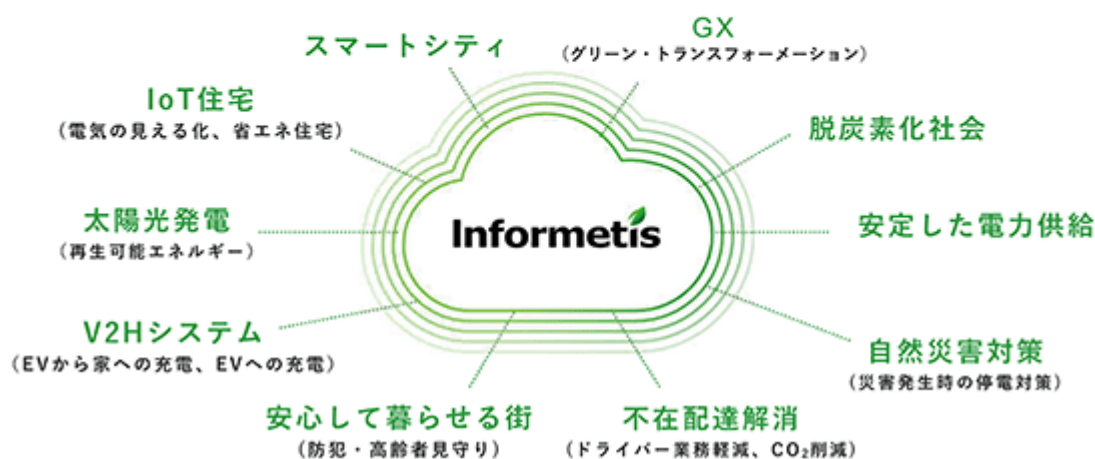 スマートシティ
GX
(グリーン・トランスフォーメーション)
IoT住宅
(電気の見える化、省エネ住宅)
脱炭素化社会
太陽光発電
(再生可能エネルギー)
Informetis
安定した電力供給
V2Hシステム
(EVから家への充電、EVへの充電)
自然災害対策
(災害発生時の停電対策)
安心して暮らせる街
(防犯・高齢者見守り)
不在配達解消
(ドライバー業務軽減、CO₂削減)